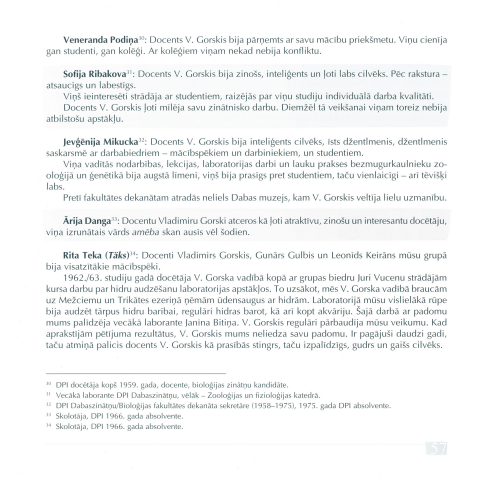 Veneranda Podiņa³⁰: Docents V. Gorskis bija pārņemts ar savu mācību priekšmetu. Viņu cienīja
gan studenti, gan kolēģi. Ar kolēģiem viņam nekad nebija konfliktu.
Sofija Ribakova³¹: Docents V. Gorskis bija zinošs, inteliģents un ļoti labs cilvēks. Pēc rakstura –
atsaucīgs un labestīgs.
Viņš ieinteresēti strādāja ar studentiem, raizējās par viņu studiju individuālā darba kvalitāti.
Docents V. Gorskis ļoti mīlēja savu zinātnisko darbu. Diemžēl tā veikšanai viņam toreiz nebija
atbilstošu apstākļu.
Jevģēnija Mikucka³²: Docents V. Gorskis bija inteliģents cilvēks, īsts džentlmenis, džentlmenis
saskarsmē ar darbabiedriem – mācībspēkiem un darbiniekiem, un studentiem.
Viņa vadītās nodarbības, lekcijas, laboratorijas darbi un lauku prakses bezmugurkaulnieku zo-
oloģijā un ģenētikā bija augstā līmenī, viņš bija prasīgs pret studentiem, taču vienlaicīgi – arī tēvišķi
labs.
Pretī fakultātes dekanātam atradās neliels Dabas muzejs, kam V. Gorskis veltīja lielu uzmanību.
Ārija Danga³³: Docentu Vladimiru Gorski atceros kā ļoti atraktīvu, zinošu un interesantu docētāju,
viņa izrunātais vārds amēba skan ausīs vēl šodien.
Rita Teka (Tāks)³⁴: Docenti Vladimirs Gorskis, Gunārs Gulbis un Leonīds Keirāns mūsu grupā
bija visatzītākie mācībspēki.
1962./63. studiju gadā docētāja V. Gorska vadībā kopā ar grupas biedru Juri Vucenu strādājām
kursa darbu par hidru audzēšanu laboratorijas apstākļos. To uzsākot, mēs V. Gorska vadībā braucām
uz Mežciemu un Trikātes ezeriņā ņēmām ūdensaugus ar hidrām. Laboratorijā mūsu vislielākā rūpe
bija audzēt tārpus hidru barībai, regulāri hidras barot, kā arī kopt akvāriju. Šajā darbā ar padomu
mums palīdzēja vecākā laborante Janina Bitiņa. V. Gorskis regulāri pārbaudīja mūsu veikumu. Kad
aprakstījām pētījuma rezultātus, V. Gorskis mums neliedza savu padomu. Ir pagājuši daudzi gadi,
taču atmiņā palicis docents V. Gorskis kā prasībās stingrs, taču izpalīdzīgs, gudrs un gaišs cilvēks.
³⁰ DPI docētāja kopš 1959. gada, docente, bioloģijas zinātņu kandidāte.
³¹ Vecākā laborante DPI Dabaszinātņu, vēlāk – Zooloģijas un fizioloģijas katedrā.
³² DPI Dabaszinātņu/Bioloģijas fakultātes dekanāta sekretāre (1958–1975), 1975. gada DPI absolvente.
³³ Skolotāja, DPI 1966. gada absolvente.
³⁴ Skolotāja, DPI 1966. gada absolvente.
57